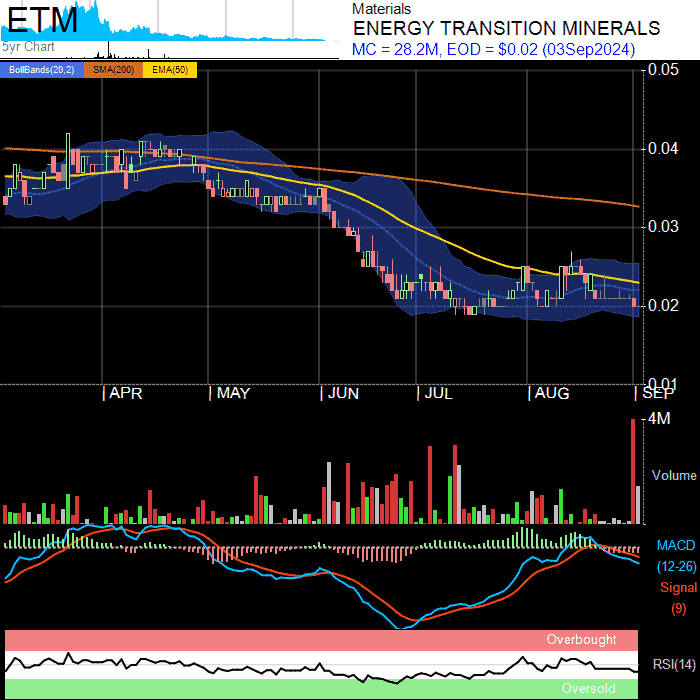 ETM
5yr Chart
Materials
ENERGY TRANSITION MINERALS
MC = 28.2M, EOD = $0.02 (03Sep2024)
BollBands(20,2) SMA(200) EMA(50)
0.05
0.04
0.03
0.02
0.01
| APR | MAY | JUN | JUL | AUG | SEP
4M
Volume
MACD
(12-26)
Signal
(9)
Overbought
RSI(14)
Oversold